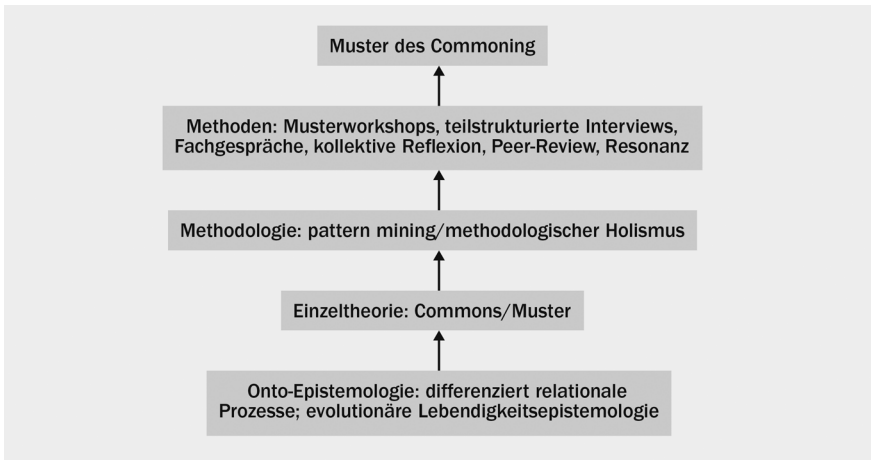 Muster des Commoning
Methoden: Musterworkshops, teilstrukturierte Interviews,
Fachgespräche, kollektive Reflexion, Peer-Review, Resonanz
Methodologie: pattern mining/methodologischer Holismus
Einzeltheorie: Commons/Muster
Onto-Epistemologie: differenziert relationale
Prozesse; evolutionäre Lebendigkeitsepistemologie